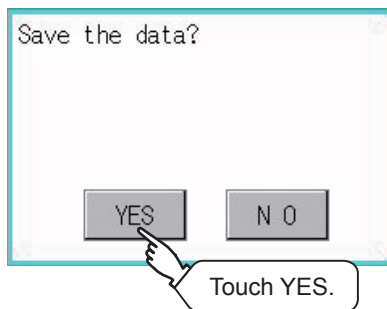 Save the data?
YES
N O
Touch YES.